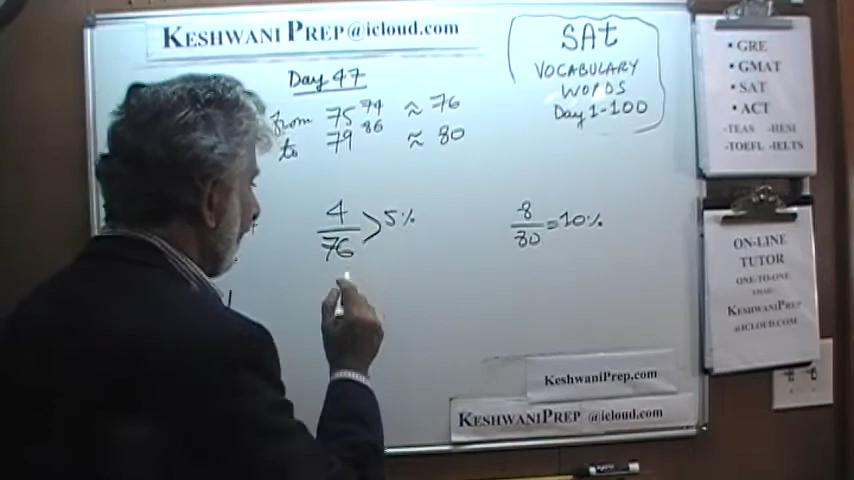 KESHWANI PREP@icloud.com
Day 47
from 75 74 ≈ 76
to 79 86 ≈ 80
4/76 > 5%
-8/80 = 10%
SAt
VOCABULARY
WORDS
Day 1-100
• GRE
• GMAT
• SAT
• ACT
-TEAS -HESI
-TOEFL -IELTS
ON-LINE
TUTOR
ONE-TO-ONE
KESHWANIPREP
@ICLOUD.COM
KESHWANIPREP.com
KESHWANIPREP @icloud.com